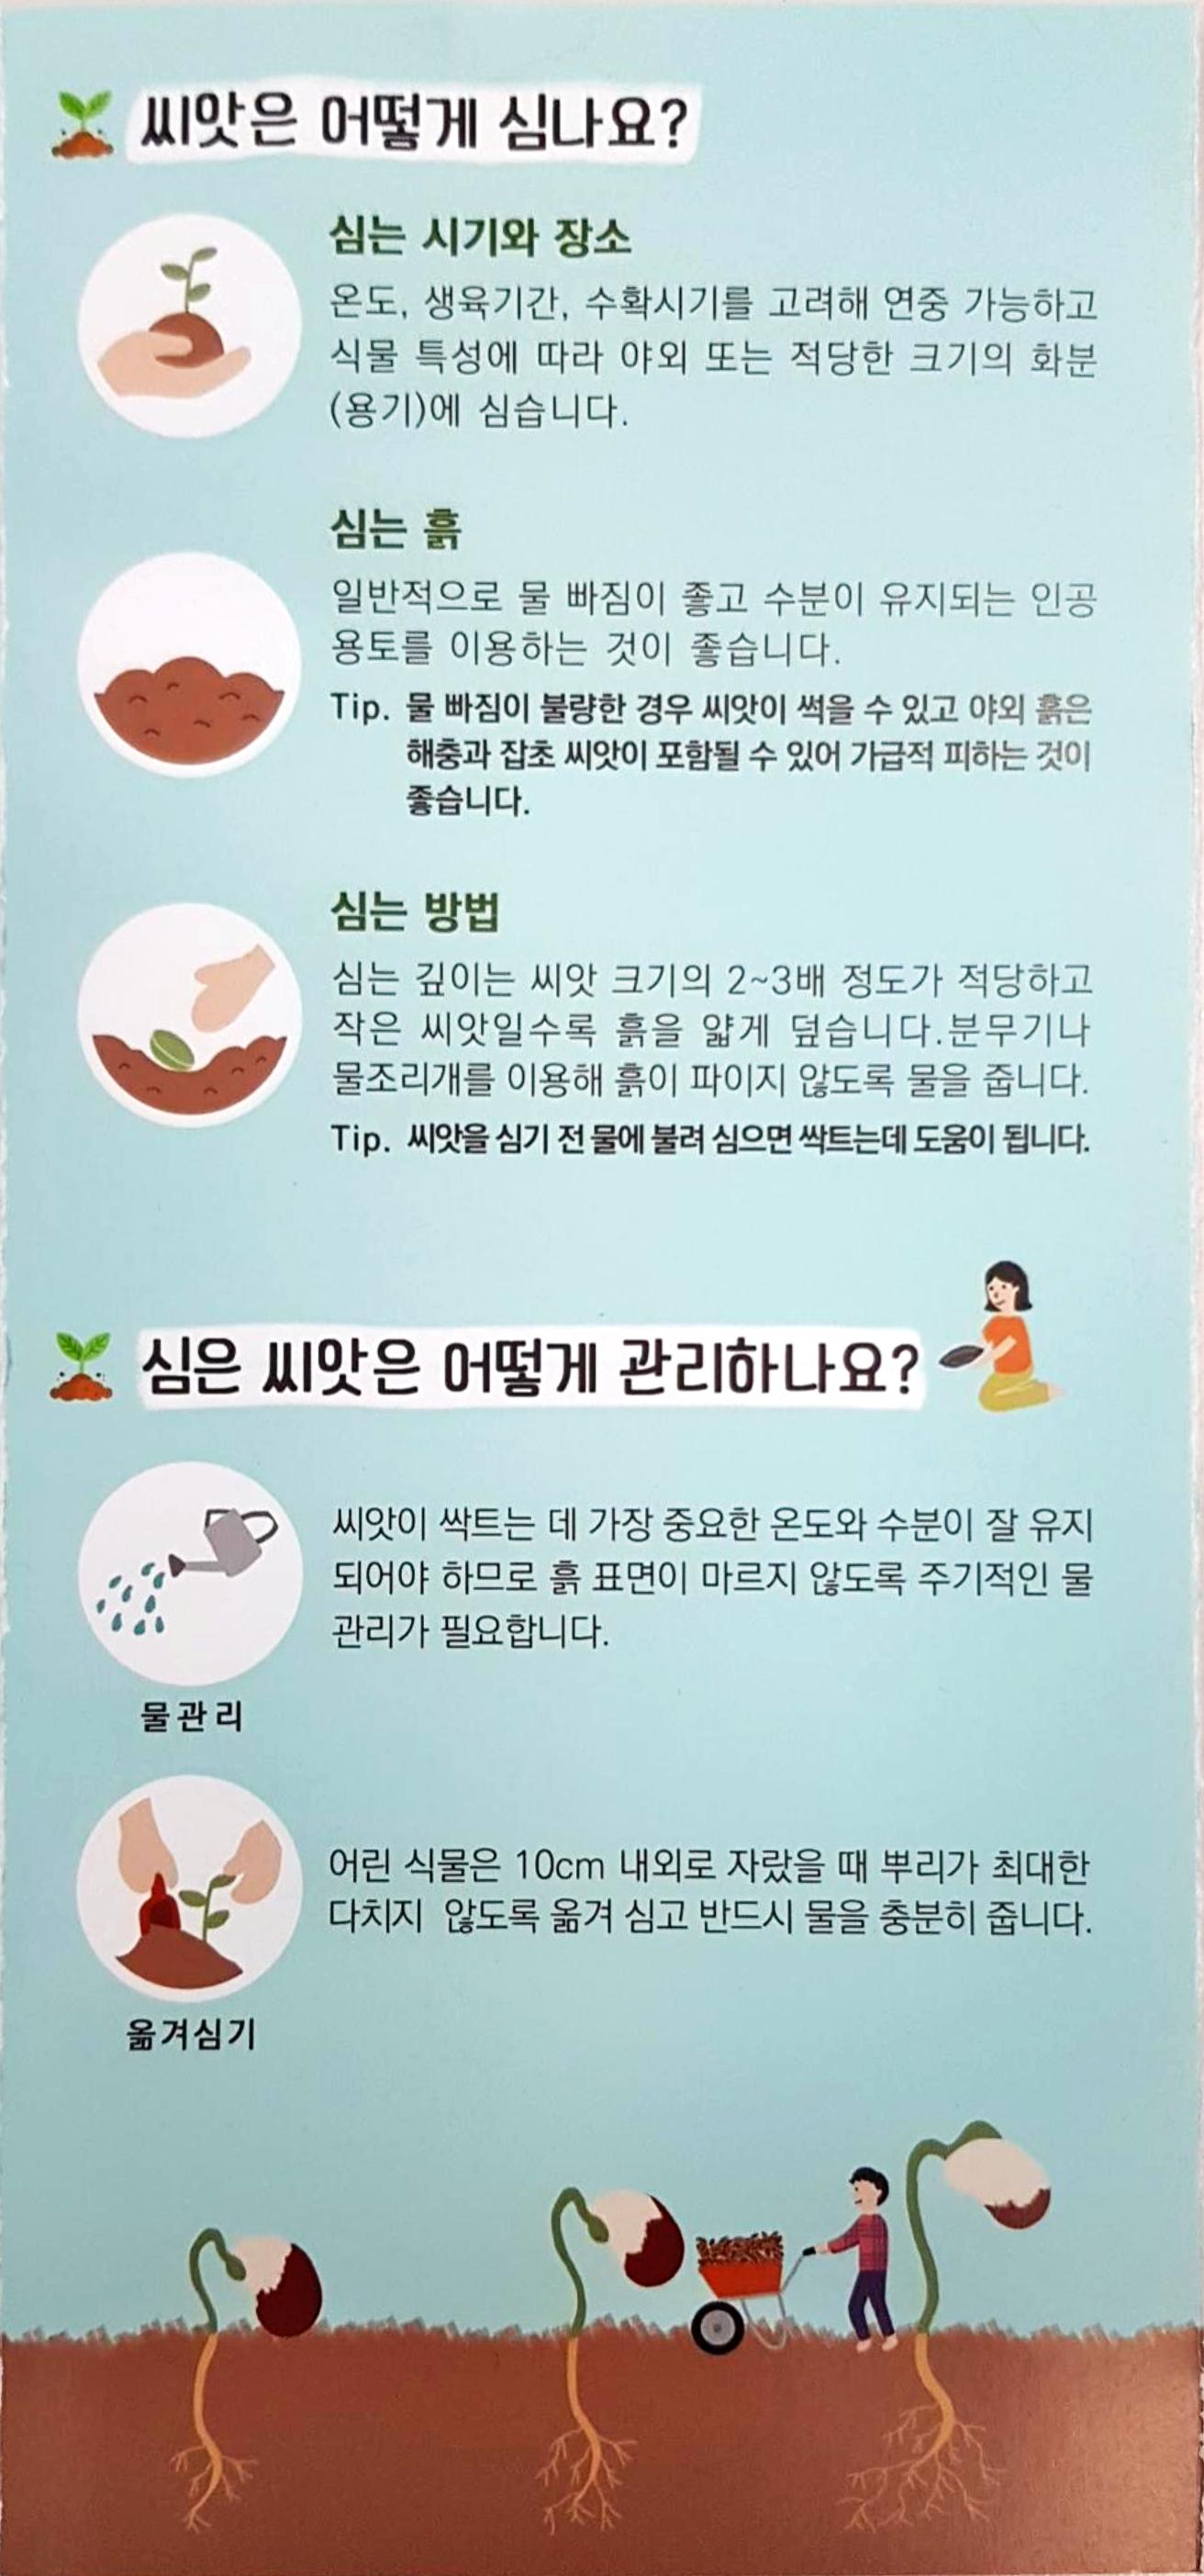 씨앗은 어떻게 심나요?
심는 시기와 장소
온도, 생육기간, 수확시기를 고려해 연중 가능하고
식물 특성에 따라 야외 또는 적당한 크기의 화분
(용기)에 심습니다.
심는 흙
일반적으로 물 빠짐이 좋고 수분이 유지되는 인공
용토를 이용하는 것이 좋습니다.
Tip. 물 빠짐이 불량한 경우 씨앗이 썩을 수 있고 야외 흙은
해충과 잡초 씨앗이 포함될 수 있어 가급적 피하는 것이
좋습니다.
심는 방법
심는 깊이는 씨앗 크기의 2~3배 정도가 적당하고
작은 씨앗일수록 흙을 얇게 덮습니다.분무기나
물조리개를 이용해 흙이 파이지 않도록 물을 줍니다.
Tip. 씨앗을 심기 전 물에 불려 심으면 싹트는데 도움이 됩니다.
심은 씨앗은 어떻게 관리하나요?
씨앗이 싹트는 데 가장 중요한 온도와 수분이 잘 유지
되어야 하므로 흙 표면이 마르지 않도록 주기적인 물
관리가 필요합니다.
물관리
어린 식물은 10cm 내외로 자랐을 때 뿌리가 최대한
다치지 않도록 옮겨 심고 반드시 물을 충분히 줍니다.
옮겨심기